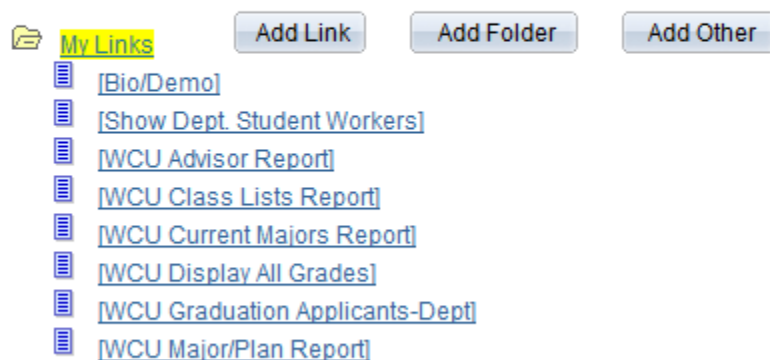 My Links Add Link Add Folder Add Other
[Bio/Demo]
[Show Dept. Student Workers]
[WCU Advisor Report]
[WCU Class Lists Report]
[WCU Current Majors Report]
[WCU Display All Grades]
[WCU Graduation Applicants-Dept]
[WCU Major/Plan Report]